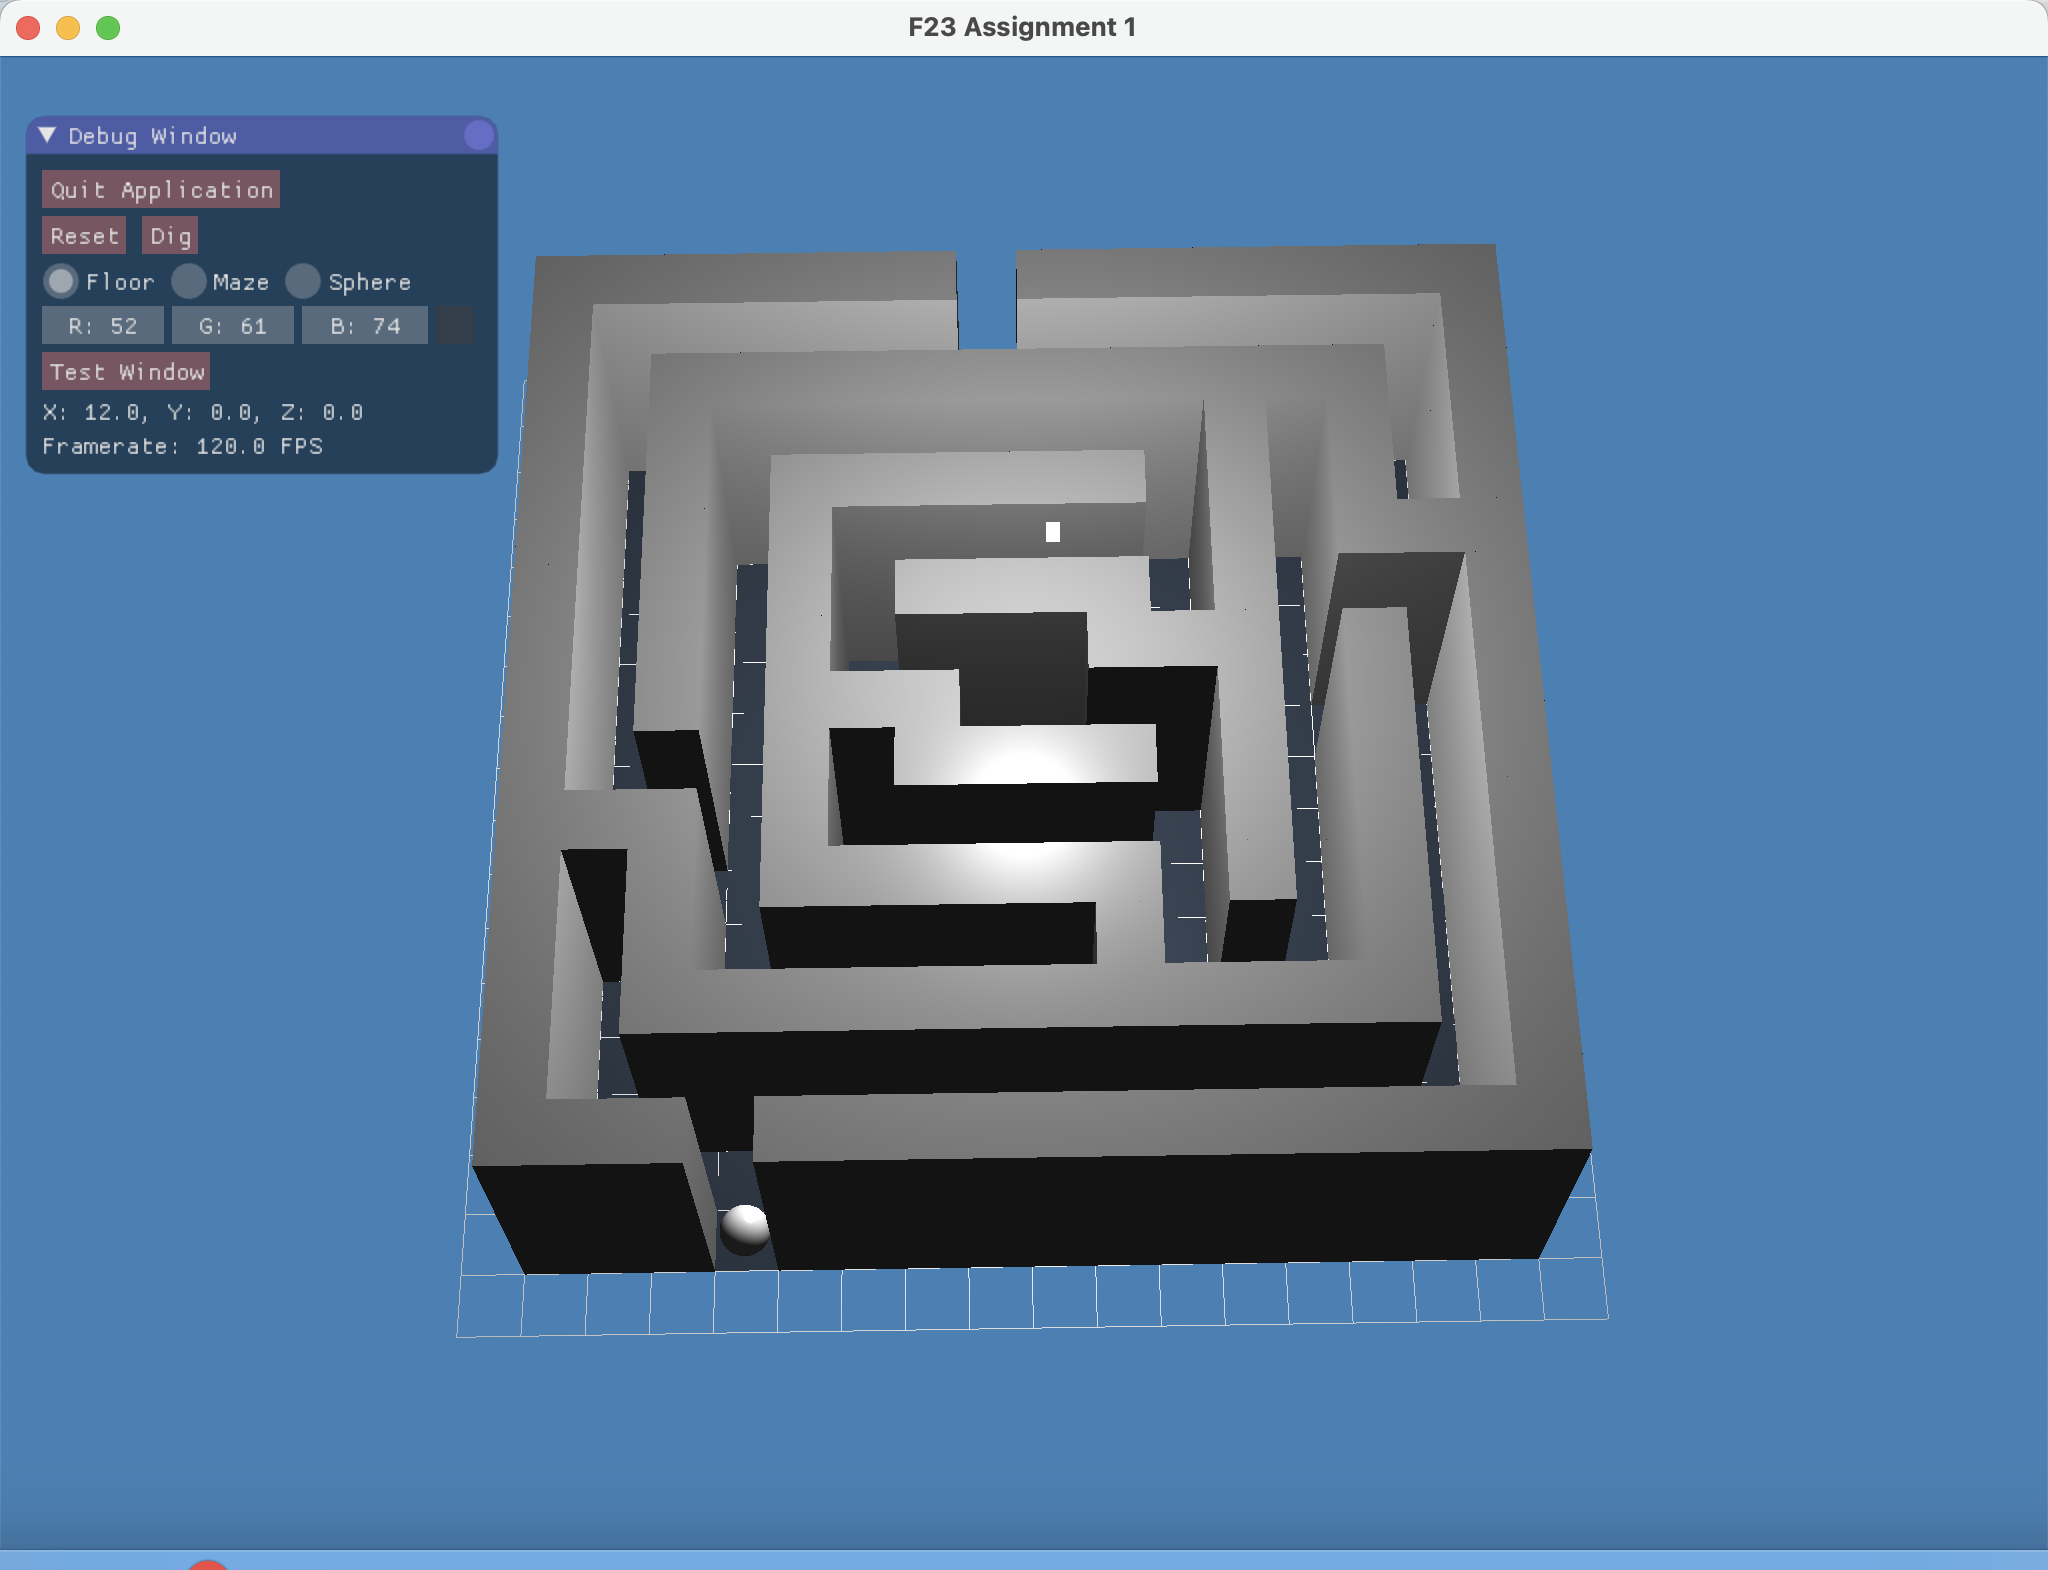 F23 Assignment 1
Debug Window
Quit Application
Reset Dig
Floor Maze Sphere
R: 52 G: 61 B: 74
Test Window
X: 12.0, Y: 0.0, Z: 0.0
Framerate: 120.0 FPS